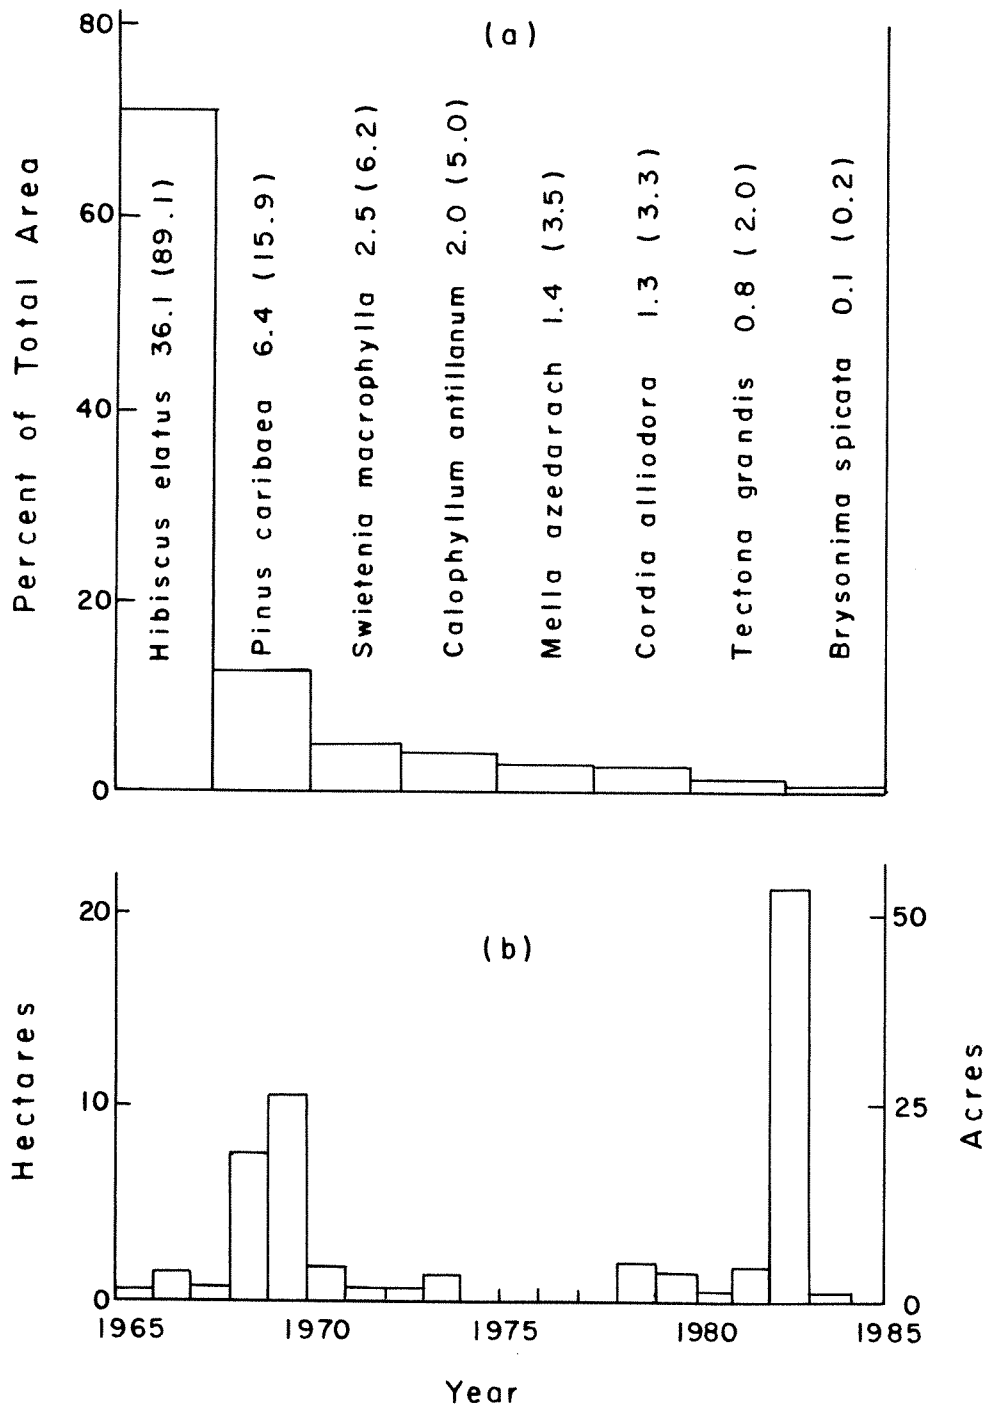 (a)
Percent of Total Area
80
60
40
20
0
Hibiscus elatus 36.1 (89.1)
Pinus caribaea 6.4 (15.9)
Swietenia macrophylla 2.5 (6.2)
Calophyllum antillanum 2.0 (5.0)
Mella azedarach 1.4 (3.5)
Cordia alliodora 1.3 (3.3)
Tectona grandis 0.8 (2.0)
Brysonima spicata 0.1 (0.2)
(b)
Hectares
20
10
0
50
25
0
Acres
1965 1970 1975 1980 1985
Year